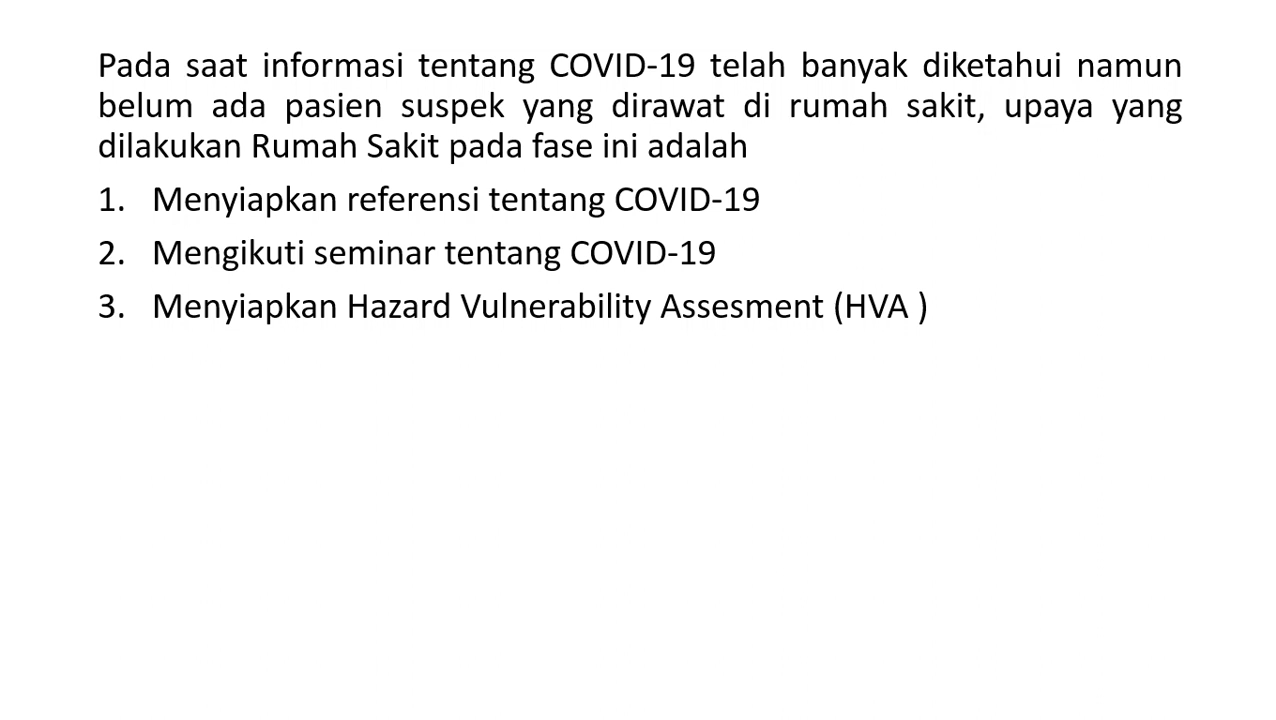 Pada saat informasi tentang COVID-19 telah banyak diketahui namun
belum ada pasien suspek yang dirawat di rumah sakit, upaya yang
dilakukan Rumah Sakit pada fase ini adalah
1. Menyiapkan referensi tentang COVID-19
2. Mengikuti seminar tentang COVID-19
3. Menyiapkan Hazard Vulnerability Assesment (HVA )